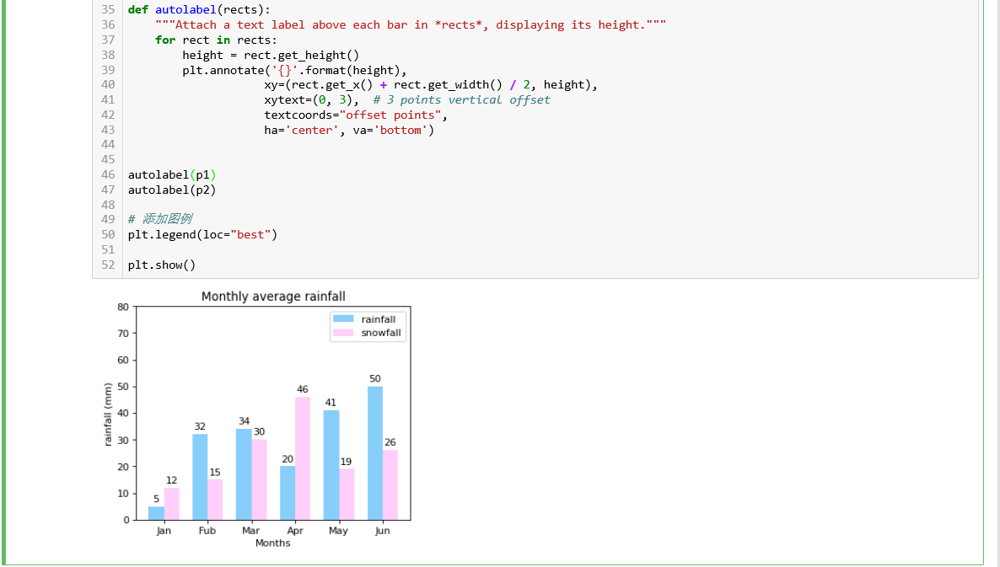 35 def autolabel(rects):
36     """Attach a text label above each bar in *rects*, displaying its height."""
37     for rect in rects:
38         height = rect.get_height()
39         plt.annotate('{}'.format(height),
40                     xy=(rect.get_x() + rect.get_width() / 2, height),
41                     xytext=(0, 3),  # 3 points vertical offset
42                     textcoords="offset points",
43                     ha='center', va='bottom')
44
45
46 autolabel(p1)
47 autolabel(p2)
48
49 # 添加图例
50 plt.legend(loc="best")
51
52 plt.show()
Monthly average rainfall
80
70
60
50
40
30
20
10
0
rainfall (mm)
rainfall
snowfall
5
12
32
15
34
30
20
46
41
19
50
26
Jan Fub Mar Apr May Jun
Months